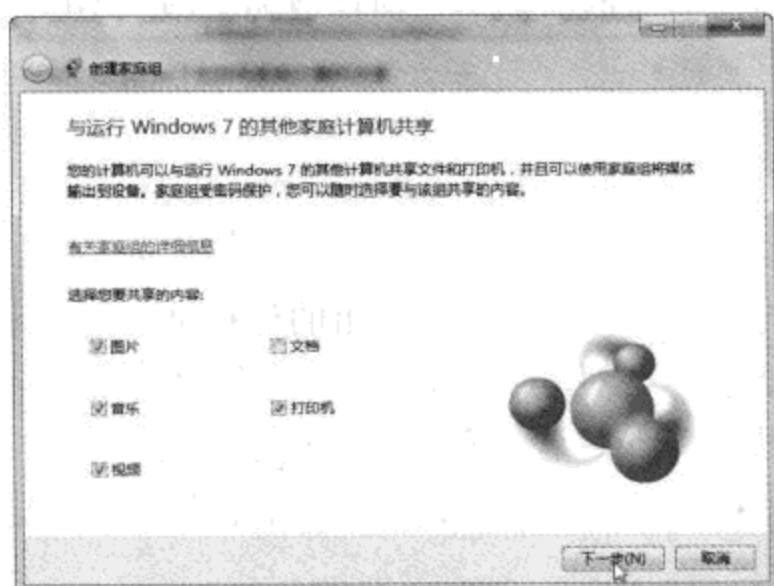 创建家庭组
与运行 Windows 7 的其他家庭计算机共享
您的计算机可以与运行 Windows 7 的其他计算机共享文件和打印机，并且可以使用家庭组将媒体
输出到设备。家庭组受密码保护，您可以随时选择要与该组共享的内容。
有关家庭组的详细信息
选择您要共享的内容:
图片 文档
音乐 打印机
视频
下一步(N) 取消